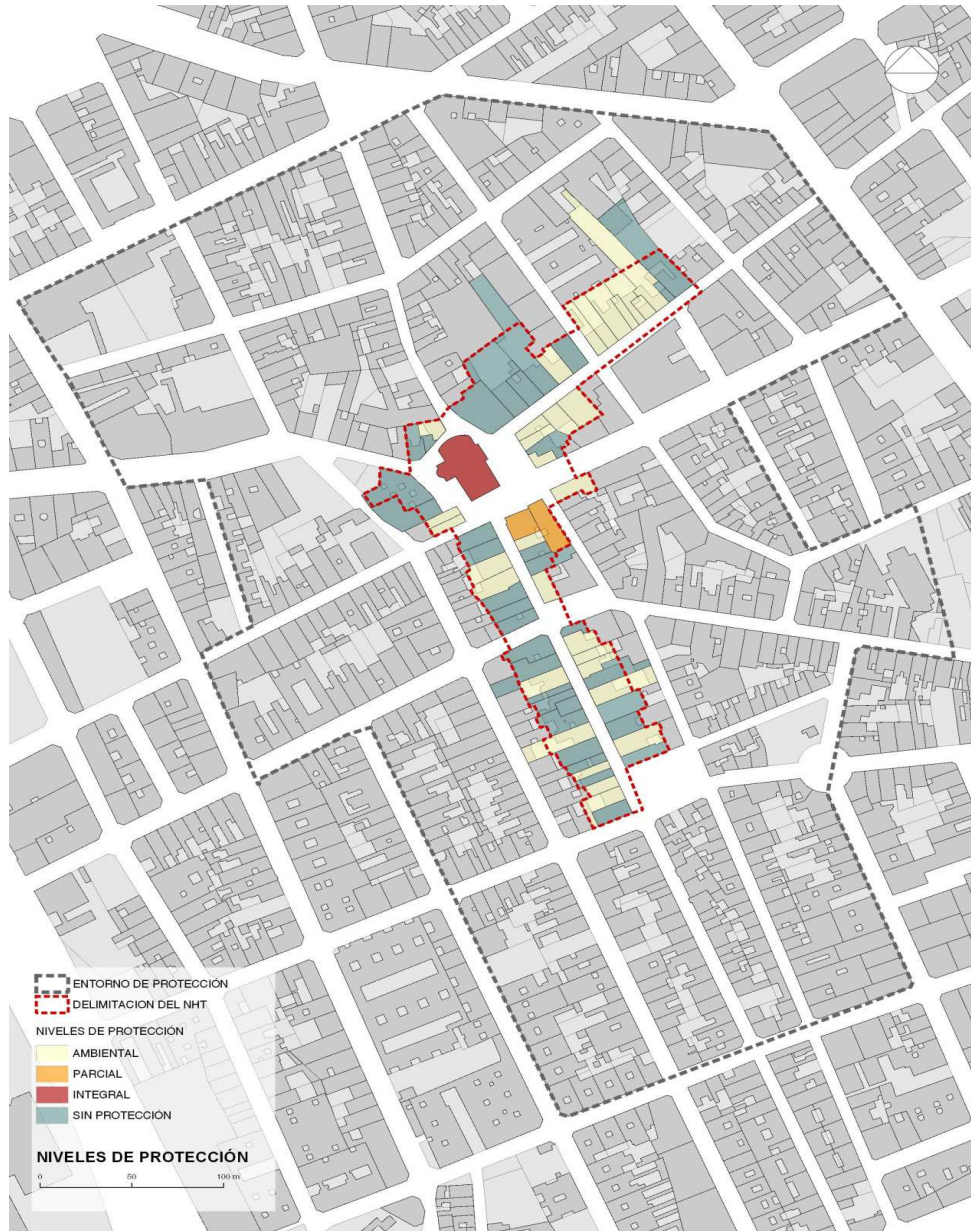 ENTORNO DE PROTECCIÓN
DELIMITACION DEL NHT
NIVELES DE PROTECCIÓN
AMBIENTAL
PARCIAL
INTEGRAL
SIN PROTECCIÓN
NIVELES DE PROTECCIÓN
0 50 100 m